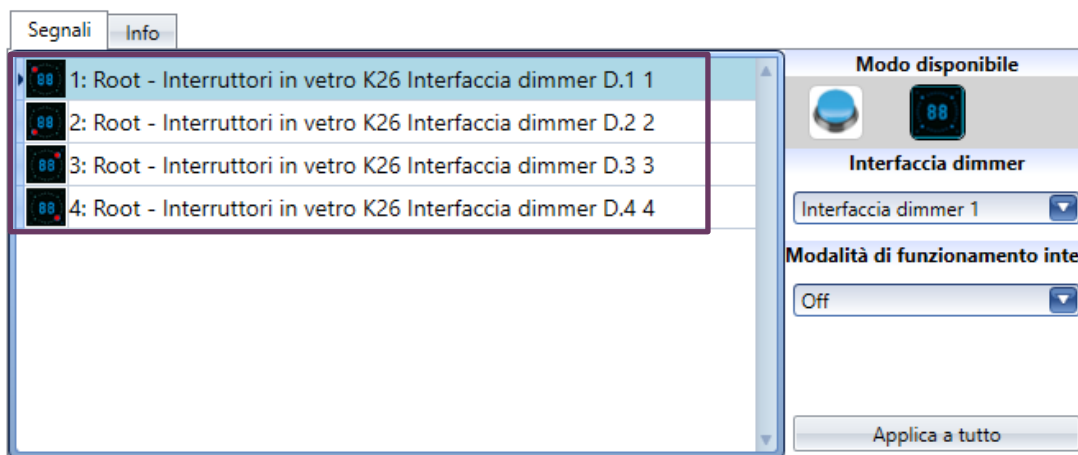 Segnali
Info
1: Root - Interruttori in vetro K26 Interfaccia dimmer D.1 1
2: Root - Interruttori in vetro K26 Interfaccia dimmer D.2 2
3: Root - Interruttori in vetro K26 Interfaccia dimmer D.3 3
4: Root - Interruttori in vetro K26 Interfaccia dimmer D.4 4
Modo disponibile
88
Interfaccia dimmer
Interfaccia dimmer 1
Modalità di funzionamento inte
Off
Applica a tutto